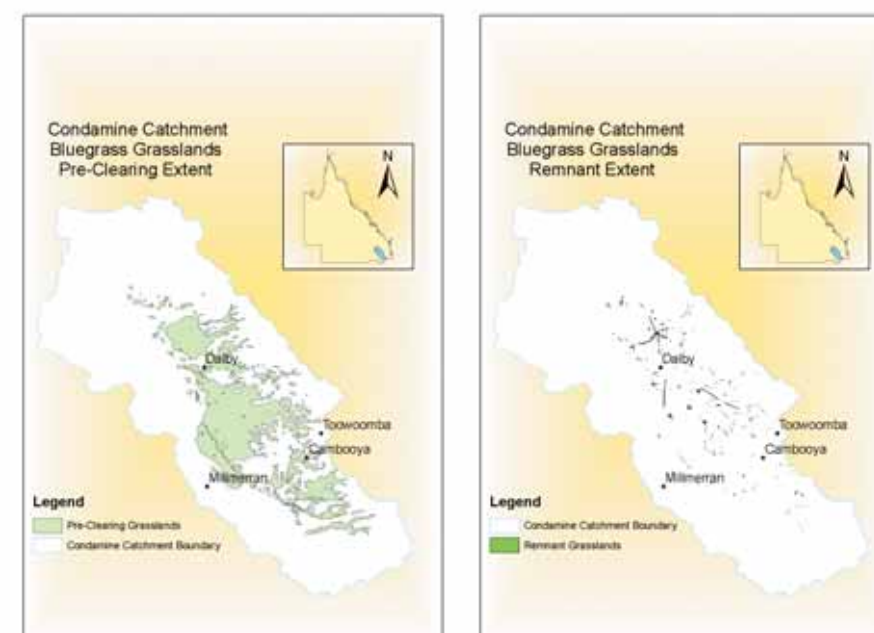 Condamine Catchment
Bluegrass Grasslands
Pre-Clearing Extent
N
Dalby
Toowoomba
Cambooya
Millmerran
Legend
Pre-Clearing Grasslands
Condamine Catchment Boundary
Condamine Catchment
Bluegrass Grasslands
Remnant Extent
N
Dalby
Toowoomba
Cambooya
Millmerran
Legend
Condamine Catchment Boundary
Remnant Grasslands